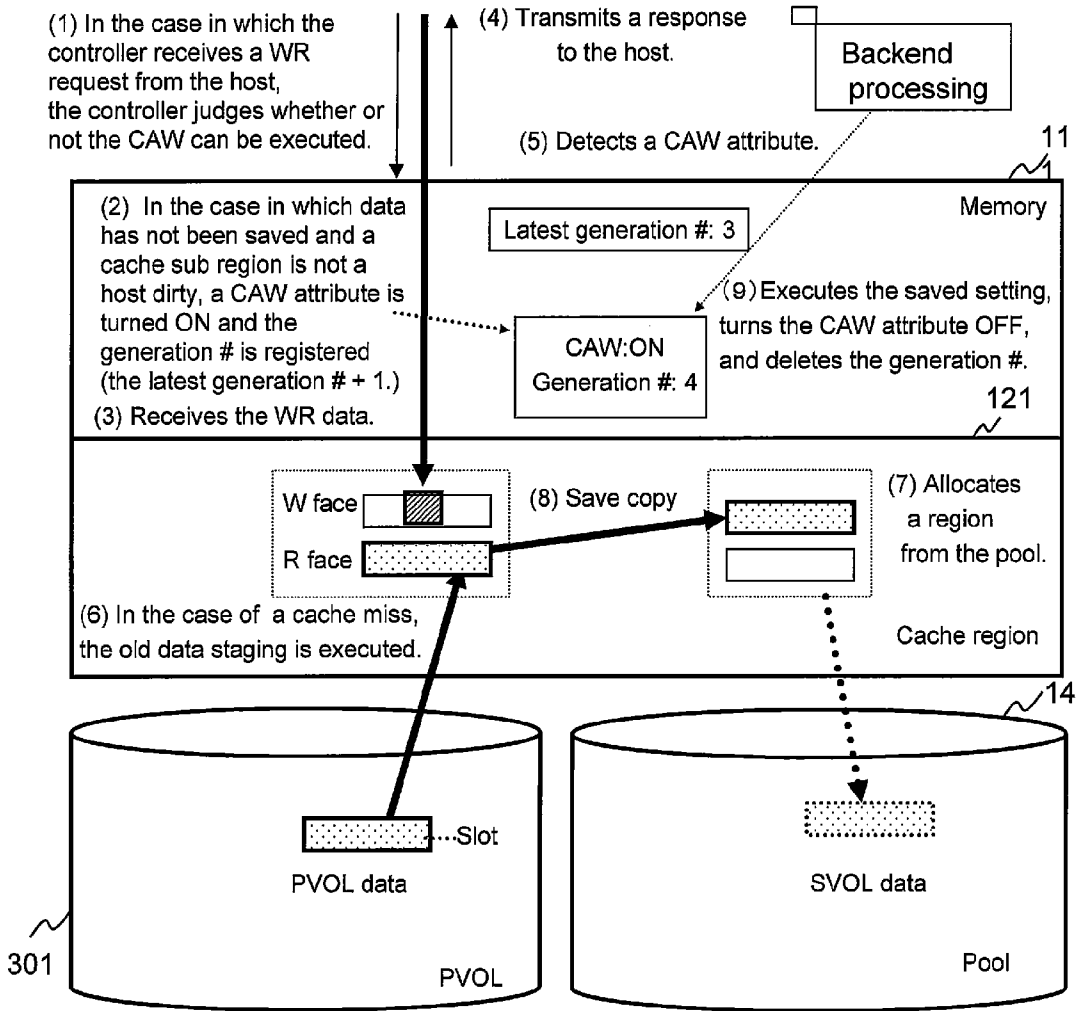 (1) In the case in which the
controller receives a WR
request from the host,
the controller judges whether or
not the CAW can be executed.
(4) Transmits a response
to the host.
Backend
processing
(5) Detects a CAW attribute.
11
1
Memory
(2) In the case in which data
has not been saved and a
cache sub region is not a
host dirty, a CAW attribute is
turned ON and the
generation # is registered
(the latest generation # + 1.)
(3) Receives the WR data.
Latest generation #: 3
CAW:ON
Generation #: 4
(9)Executes the saved setting,
turns the CAW attribute OFF,
and deletes the generation #.
121
W face
R face
(8) Save copy
(7) Allocates
a region
from the pool.
(6) In the case of a cache miss,
the old data staging is executed.
Cache region
14
Slot
PVOL data
SVOL data
301
PVOL
Pool